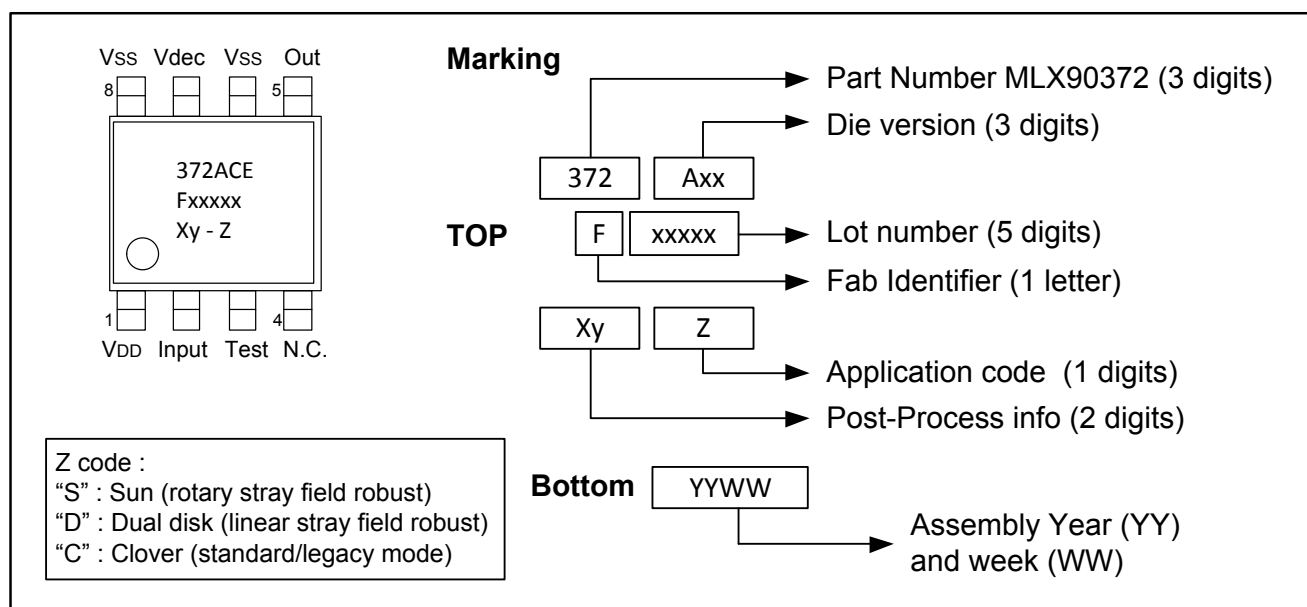 Vss Vdec Vss Out
8 5
372ACE
Fxxxxx
Xy - Z
1 4
VDD Input Test N.C.
Marking
Part Number MLX90372 (3 digits)
Die version (3 digits)
372 Axx
TOP
F xxxxx
Lot number (5 digits)
Fab Identifier (1 letter)
Xy Z
Application code (1 digits)
Post-Process info (2 digits)
Z code :
“S” : Sun (rotary stray field robust)
“D” : Dual disk (linear stray field robust)
“C” : Clover (standard/legacy mode)
Bottom YYWW
Assembly Year (YY)
and week (WW)